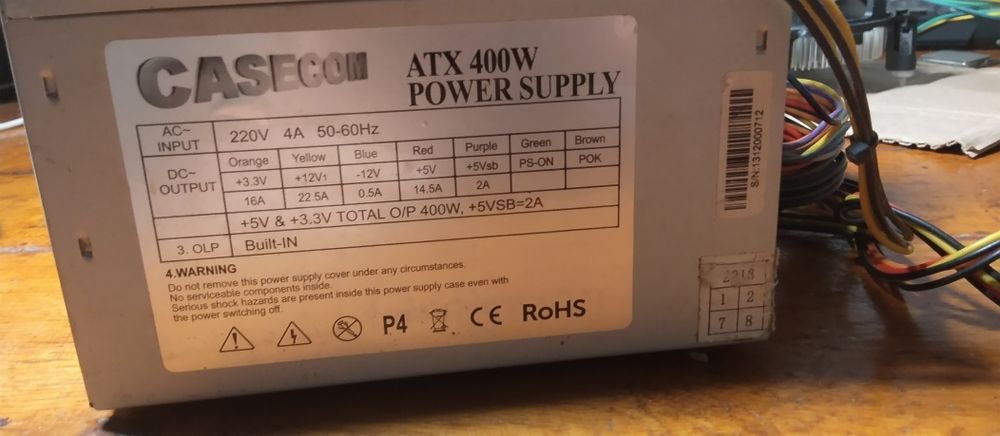 CASECOM
ATX 400W
POWER SUPPLY
AC~ INPUT 220V 4A 50-60Hz
DC~ OUTPUT
Orange Yellow Blue Red Purple Green Brown
+3.3V +12V1 -12V +5V +5Vsb PS-ON POK
16A 22.5A 0.5A 14.5A 2A
+5V & +3.3V TOTAL O/P 400W, +5VSB=2A
3. OLP Built-IN
4.WARNING
Do not remove this power supply cover under any circumstances.
No serviceable components inside.
Serious shock hazards are present inside this power supply case even with
the power switching off.
P4 CE RoHS
S/N:1312000712
1 2
7 8